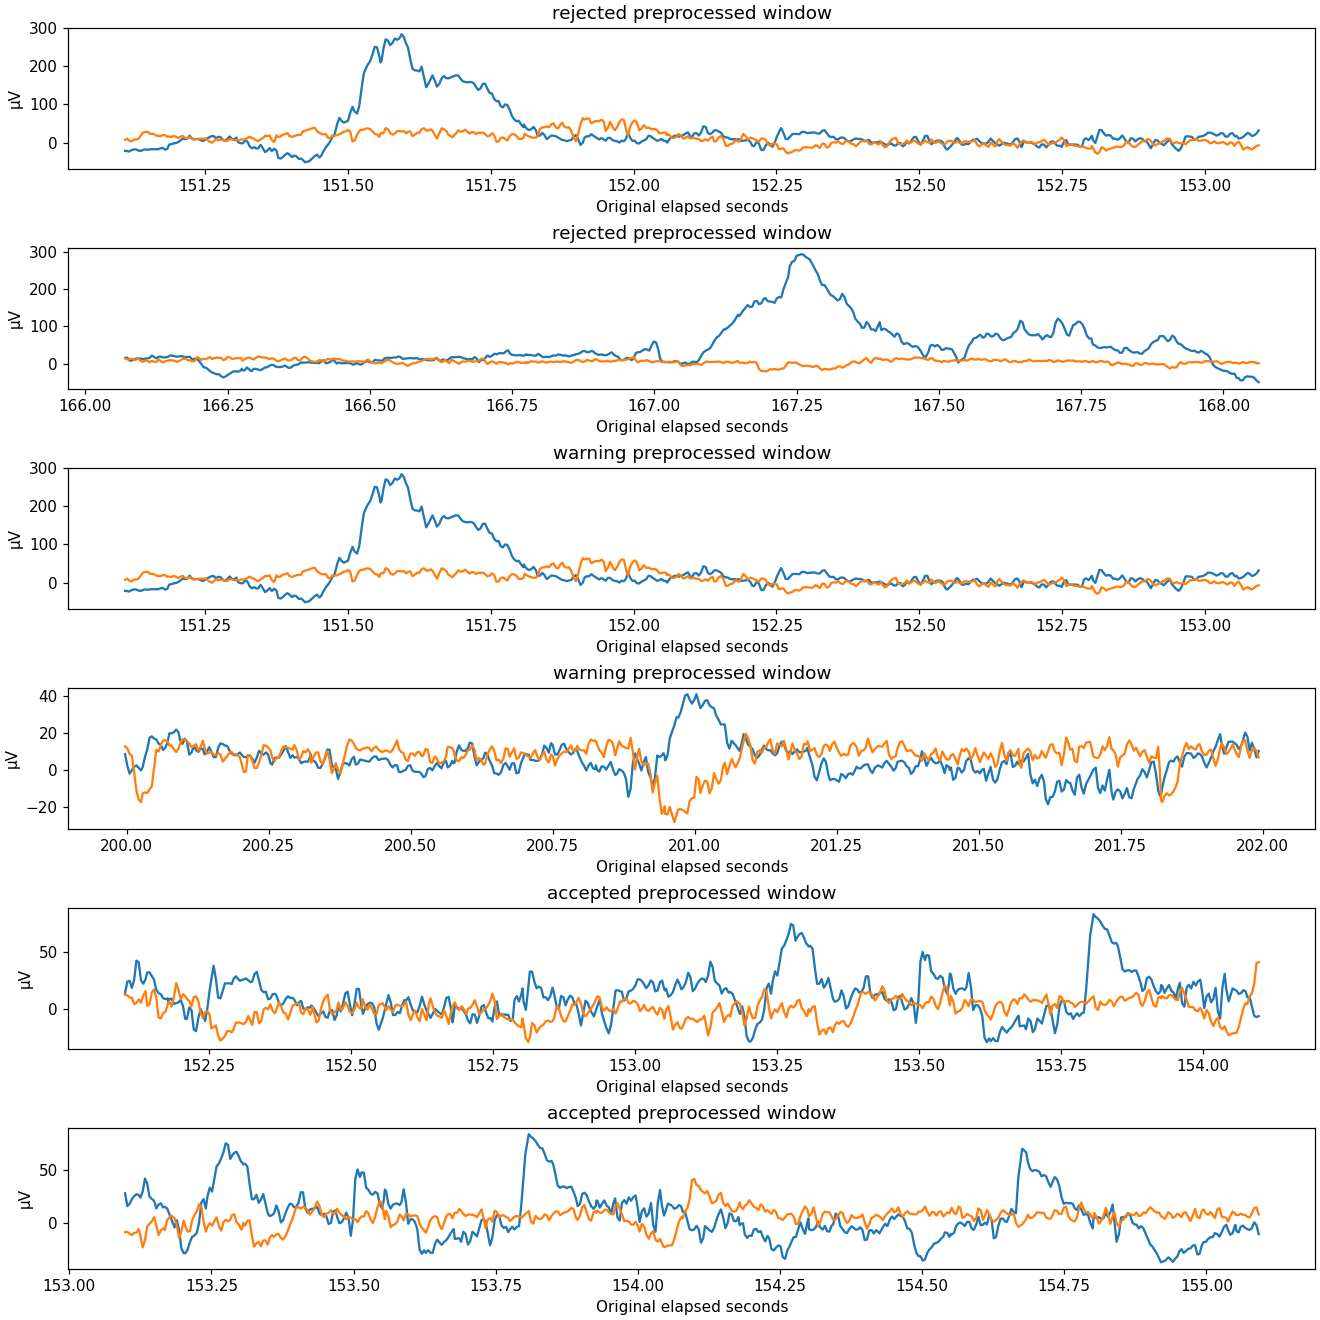 rejected preprocessed window
300
200
100
0
µV
151.25 151.50 151.75 152.00 152.25 152.50 152.75 153.00
Original elapsed seconds
rejected preprocessed window
300
200
100
0
µV
166.00 166.25 166.50 166.75 167.00 167.25 167.50 167.75 168.00
Original elapsed seconds
warning preprocessed window
300
200
100
0
µV
151.25 151.50 151.75 152.00 152.25 152.50 152.75 153.00
Original elapsed seconds
warning preprocessed window
40
20
0
−20
µV
200.00 200.25 200.50 200.75 201.00 201.25 201.50 201.75 202.00
Original elapsed seconds
accepted preprocessed window
50
0
µV
152.25 152.50 152.75 153.00 153.25 153.50 153.75 154.00
Original elapsed seconds
accepted preprocessed window
50
0
µV
153.00 153.25 153.50 153.75 154.00 154.25 154.50 154.75 155.00
Original elapsed seconds